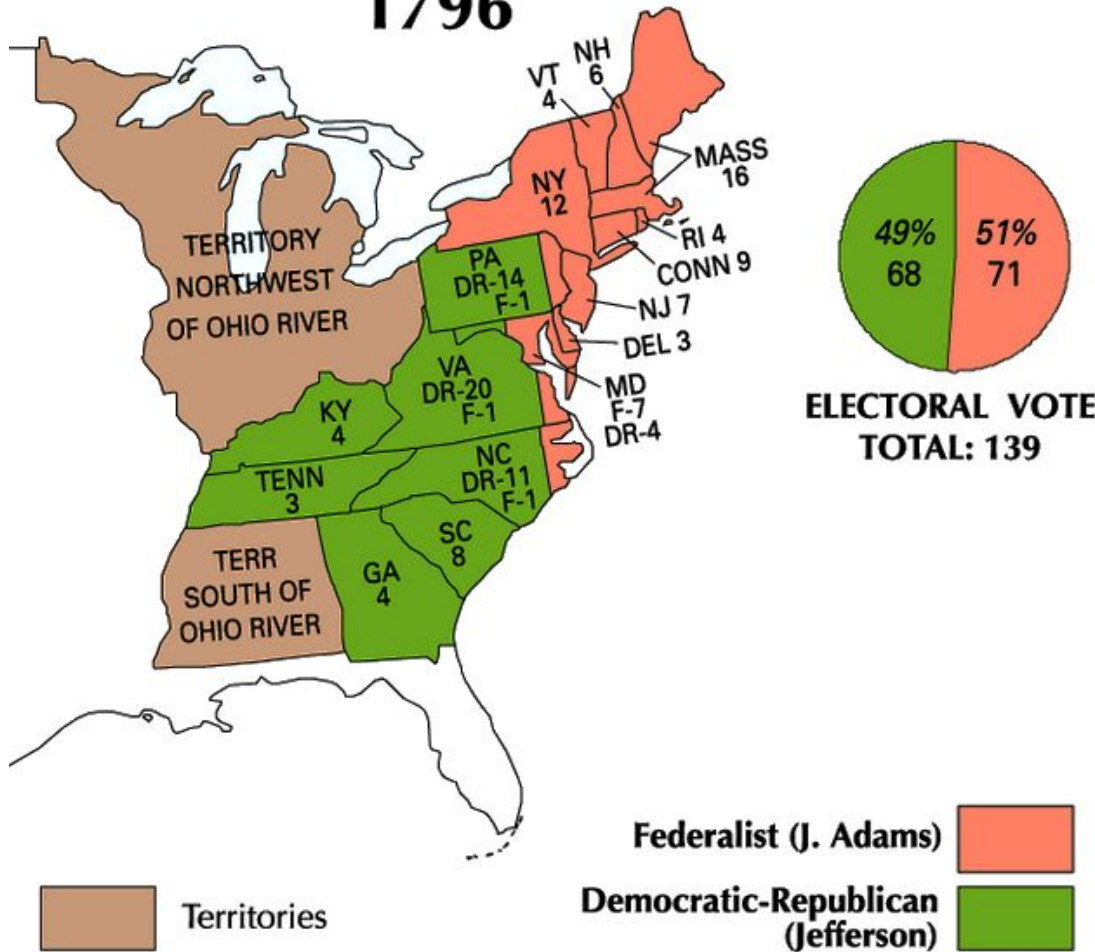 1796
VT
4
NH
6
MASS
16
NY
12
RI 4
CONN 9
NJ 7
DEL 3
MD
F-7
DR-4
PA
DR-14
F-1
TERRITORY
NORTHWEST
OF OHIO RIVER
VA
DR-20
F-1
KY
4
NC
DR-11
F-1
TENN
3
SC
8
GA
4
TERR
SOUTH OF
OHIO RIVER
49%
68
51%
71
ELECTORAL VOTE
TOTAL: 139
Federalist (J. Adams)
Democratic-Republican
(Jefferson)
Territories